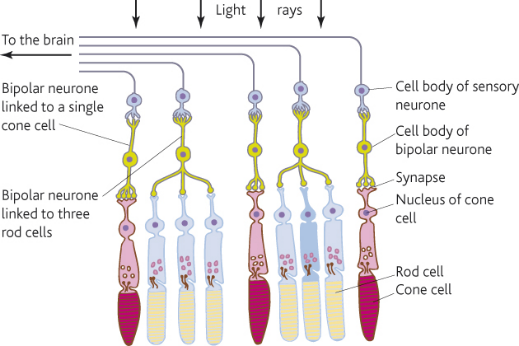 Light rays
To the brain
Bipolar neurone
linked to a single
cone cell
Bipolar neurone
linked to three
rod cells
Cell body of sensory
neurone
Cell body of
bipolar neurone
Synapse
Nucleus of cone
cell
Rod cell
Cone cell